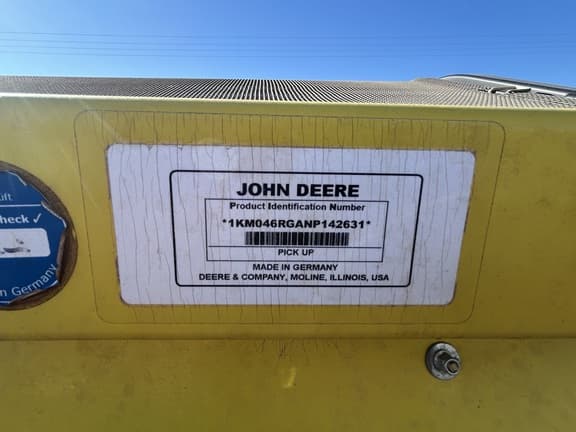 JOHN DEERE
Product Identification Number
*1KM046RGANP142631*
PICK UP
MADE IN GERMANY
DEERE & COMPANY, MOLINE, ILLINOIS, USA
heck ✓
n Germany